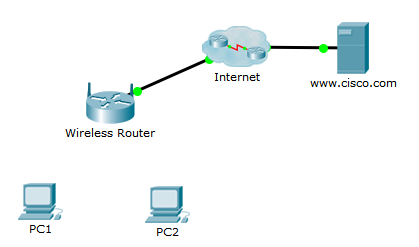 Internet
www.cisco.com
Wireless Router
PC1
PC2